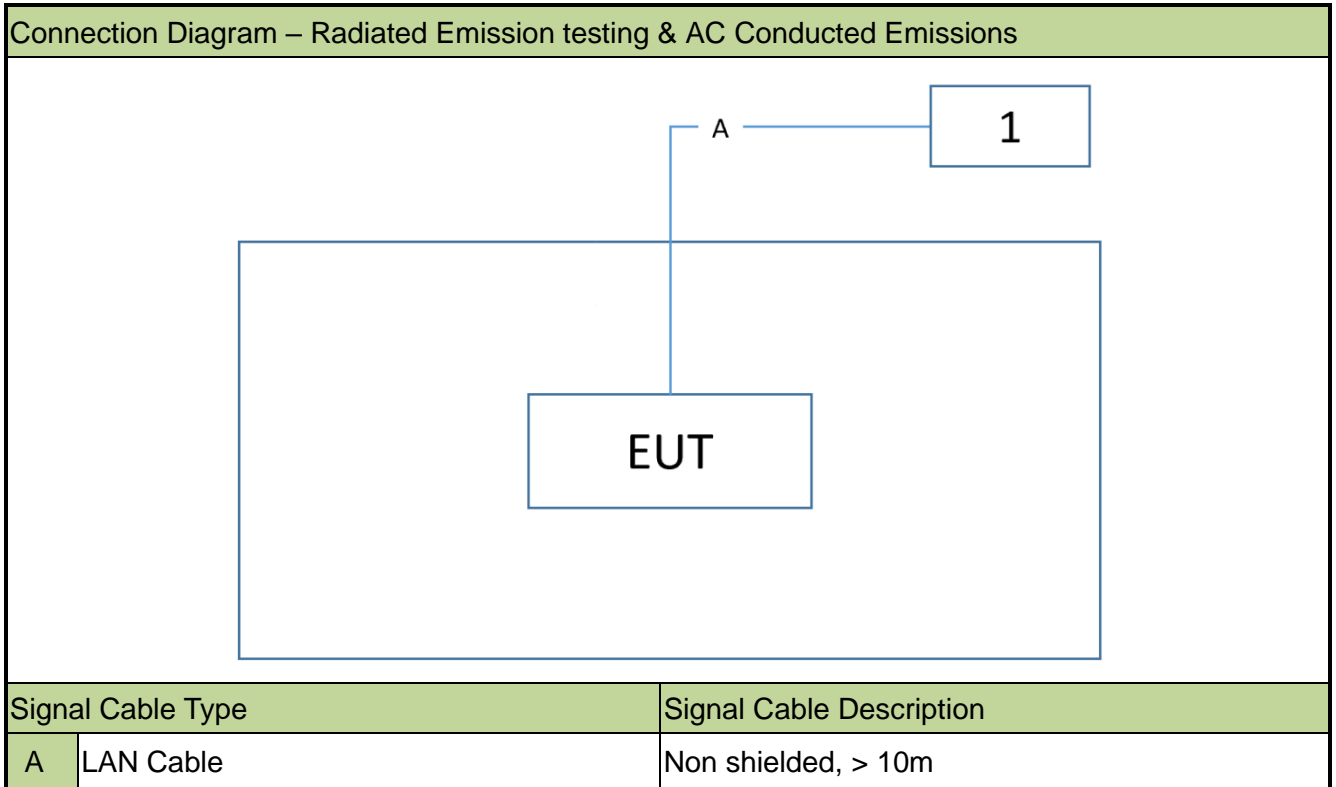 Connection Diagram – Radiated Emission testing & AC Conducted Emissions
A
1
EUT
Signal Cable Type Signal Cable Description
A LAN Cable Non shielded, > 10m